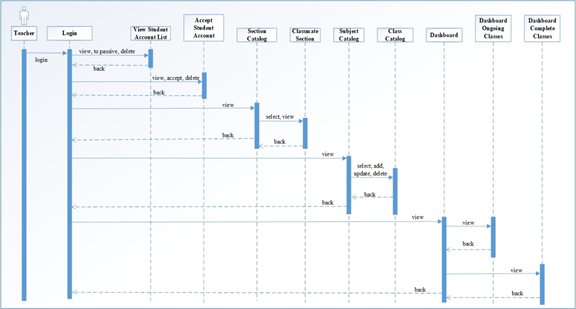 Teacher
Login
View Student
Account List
Accept
Student
Account
Section
Catalog
Classmate
Section
Subject
Catalog
Class
Catalog
Dashboard
Dashboard
Ongoing
Classes
Dashboard
Complete
Classes
login
view, to-passive, delete
back
view, accept, delete
back
view
select, view
back
back
view
select, add,
update, delete
back
back
view
view
back
view
back
back